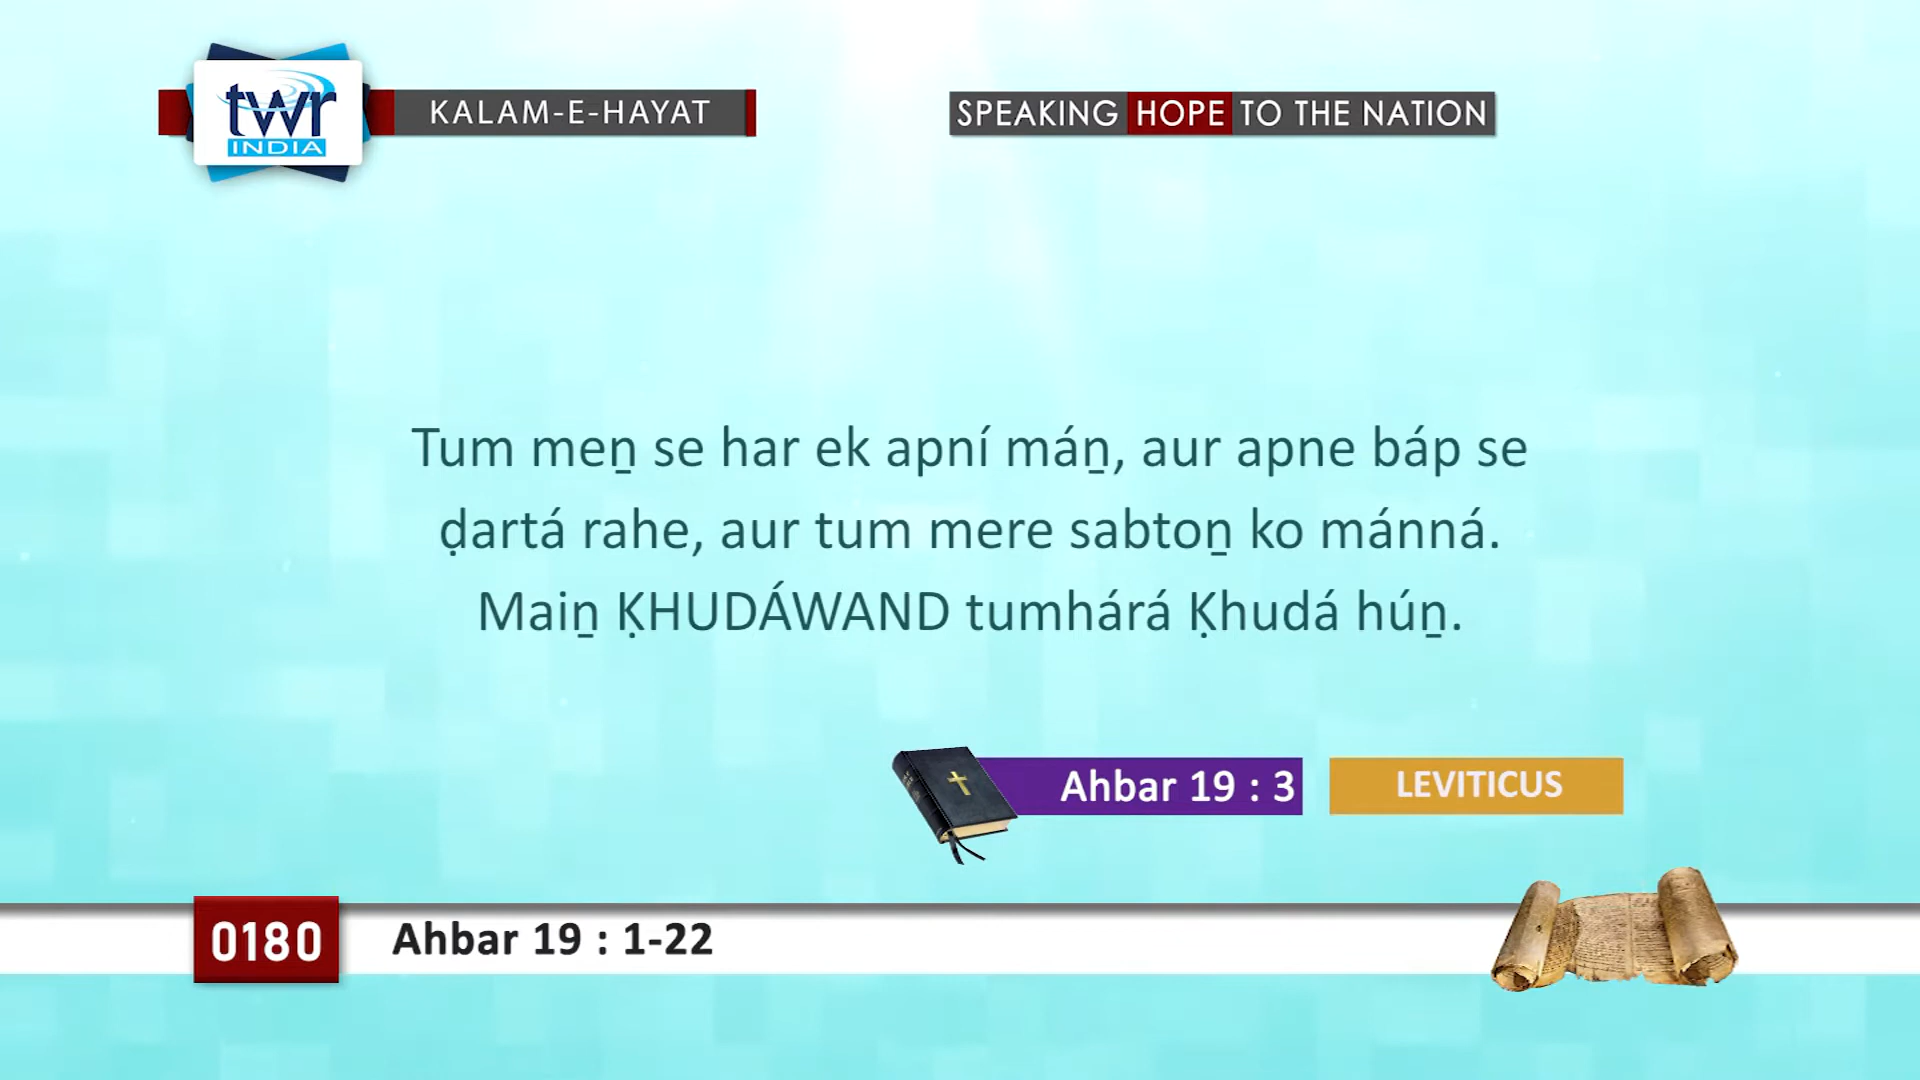 twr
INDIA
KALAM-E-HAYAT
SPEAKING HOPE TO THE NATION
Tum meṉ se har ek apní máṉ, aur apne báp se
ḍartá rahe, aur tum mere sabtoṉ ko mánná.
Maiṉ ḲHUDÁWAND tumhárá Ḳhudá húṉ.
Ahbar 19 : 3
LEVITICUS
0180
Ahbar 19 : 1-22